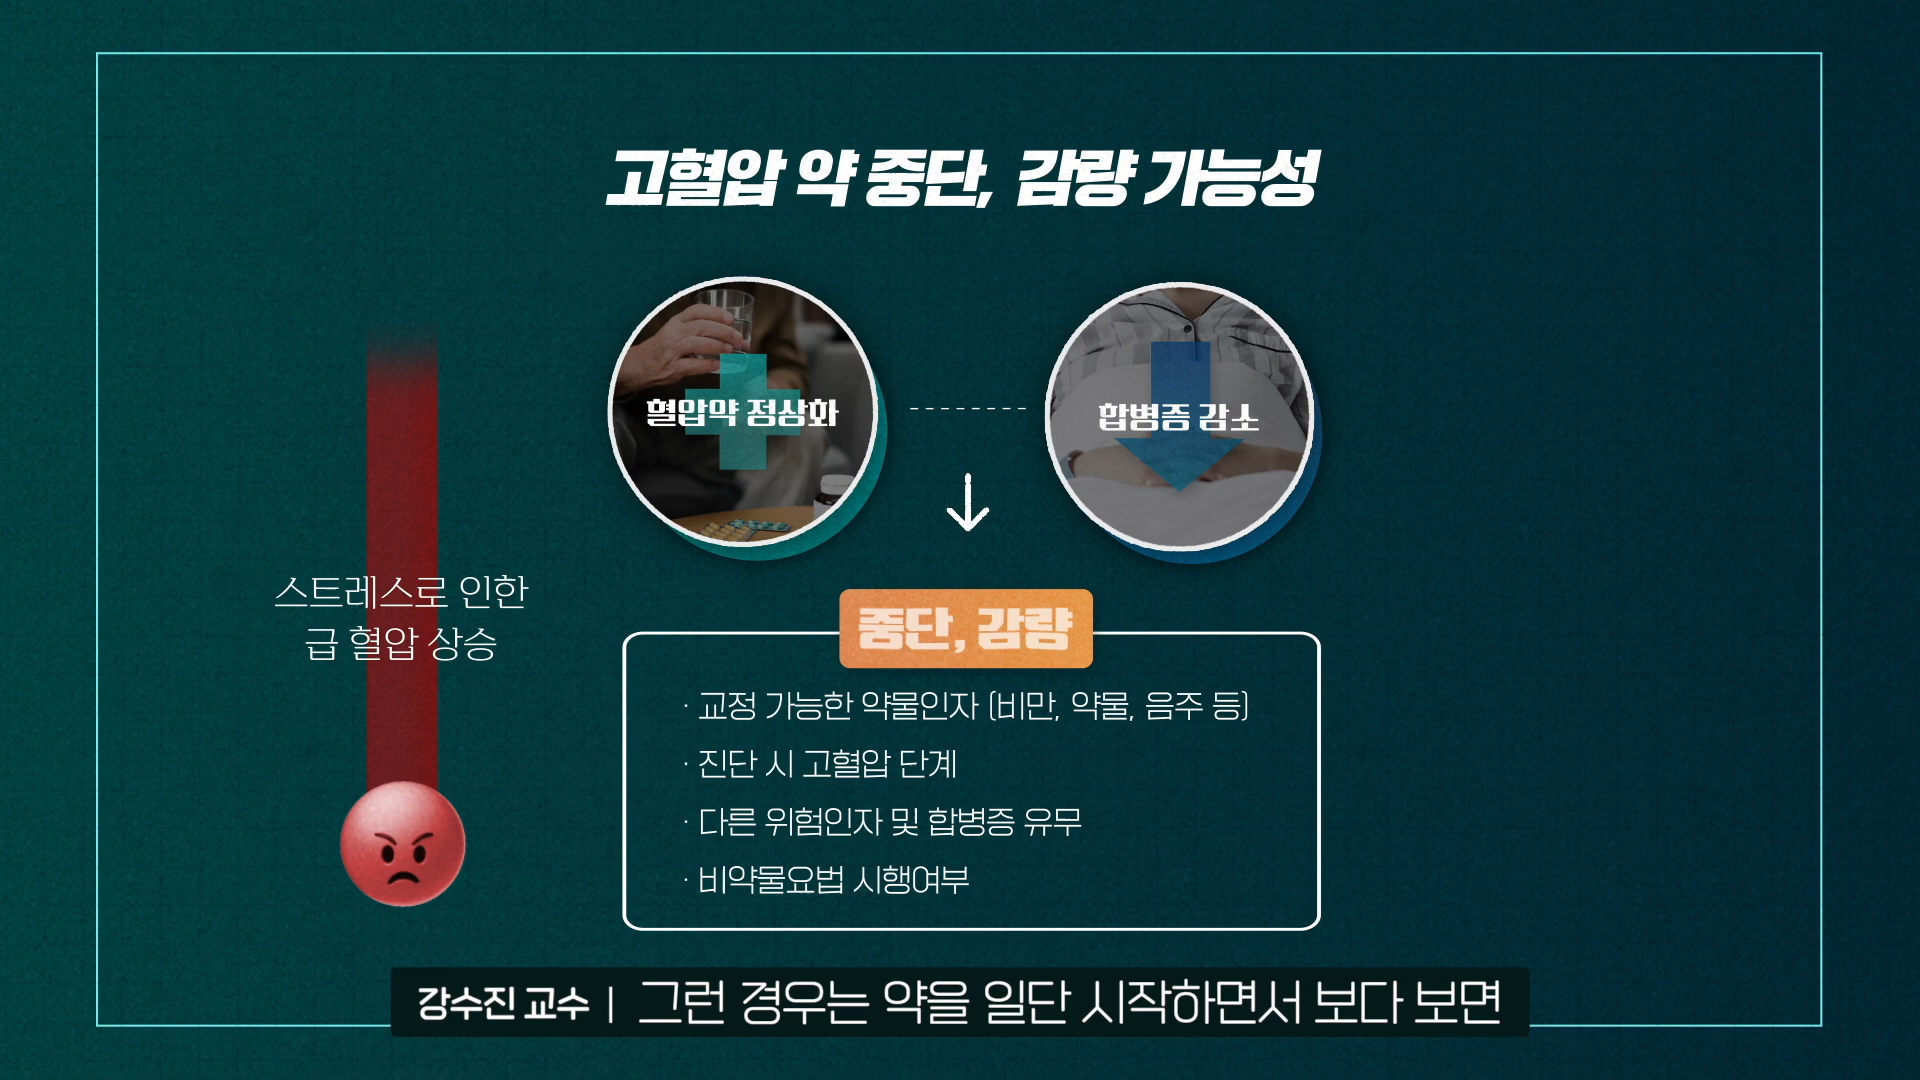 고혈압 약 중단, 감량 가능성
혈압약 정상화
합병증 감소
스트레스로 인한
급 혈압 상승
중단, 감량
· 교정 가능한 약물인자 (비만, 약물, 음주 등)
· 진단 시 고혈압 단계
· 다른 위험인자 및 합병증 유무
· 비약물요법 시행여부
강수진 교수 | 그런 경우는 약을 일단 시작하면서 보다 보면